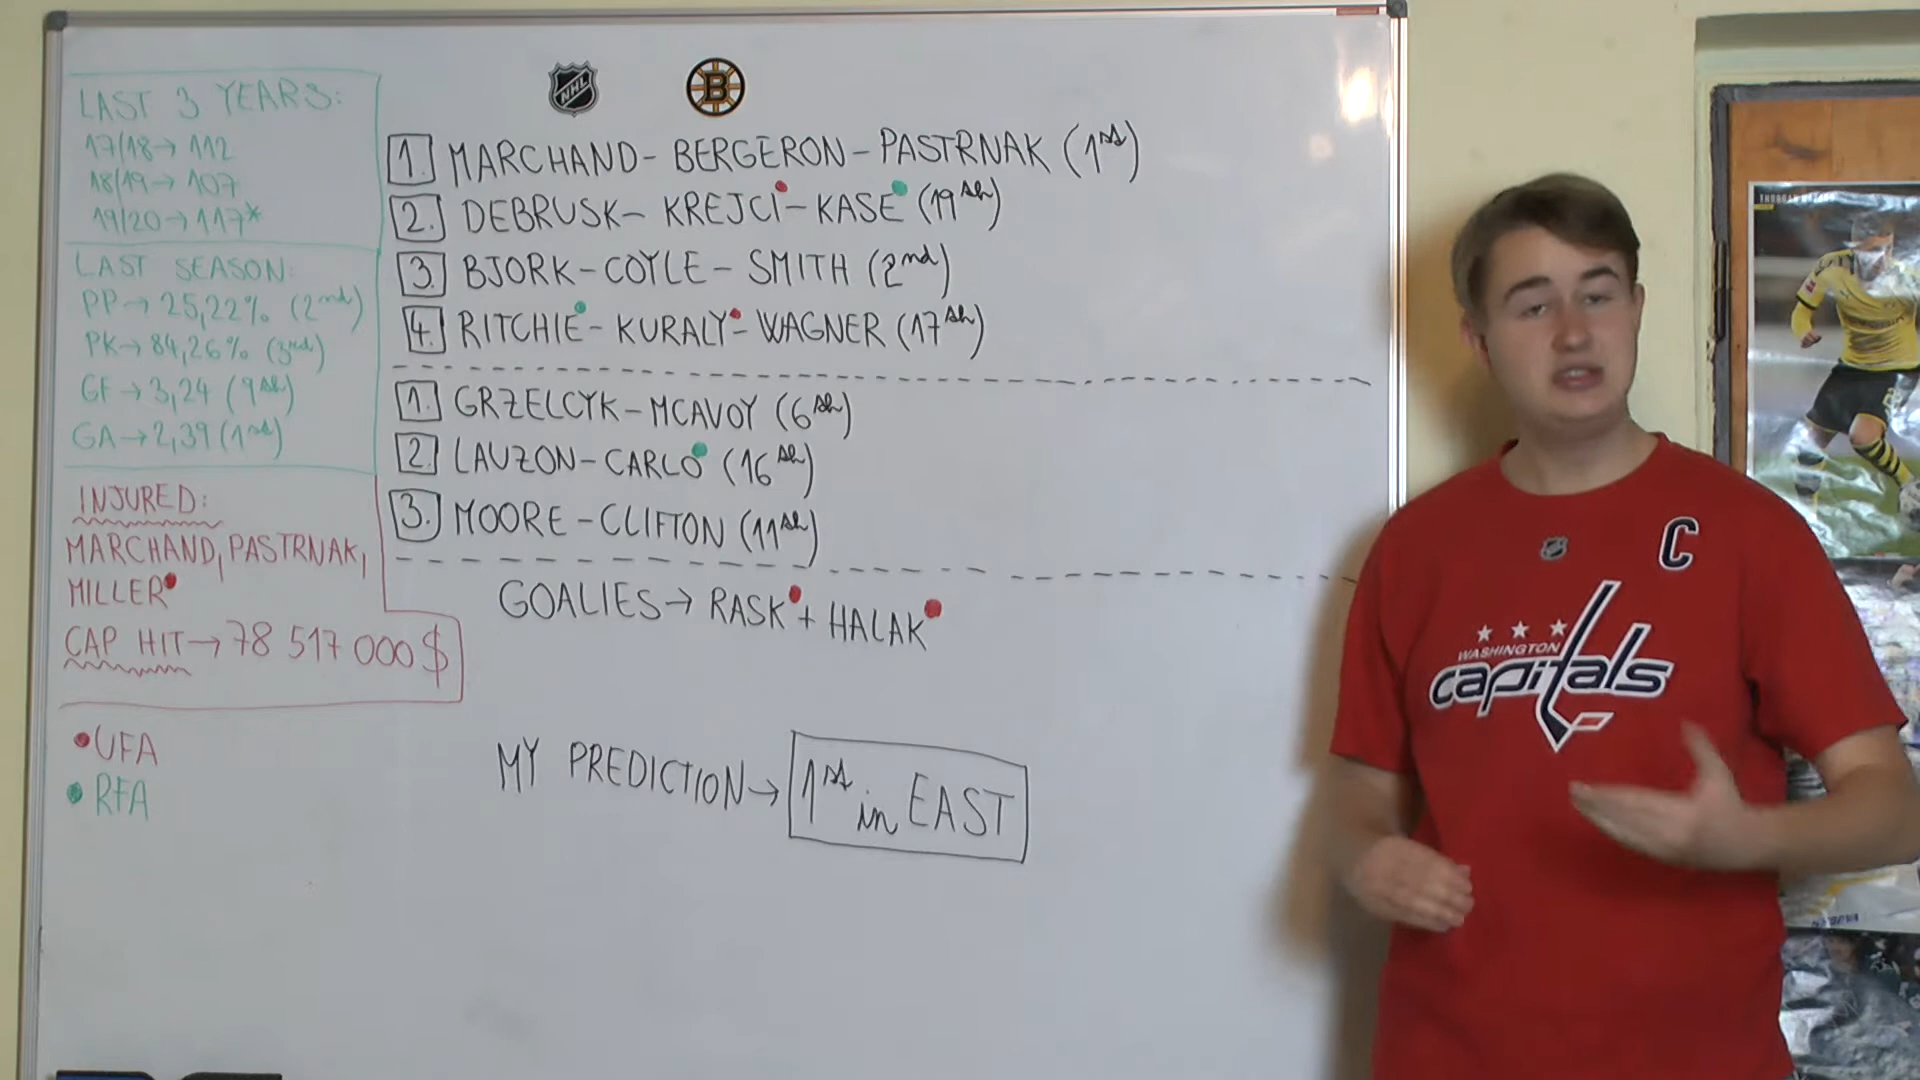 LAST 3 YEARS:
17/18→ 112
18/19→ 107
19/20→ 117*
LAST SEASON:
PP→ 25,22% (2nd)
PK→ 84,26% (3rd)
GF→ 3,24 (9th)
GA→ 2,39 (1st)
INJURED:
MARCHAND, PASTRNAK,
MILLER
CAP HIT→ 78 517 000$
UFA
RFA
NHL
B
1. MARCHAND- BERGERON- PASTRNAK (1st)
2. DEBRUSK- KREJCI- KASE (19th)
3. BJORK- COYLE- SMITH (2nd)
4. RITCHIE- KURALY- WAGNER (17th)
1. GRZELCYK- MCAVOY (6th)
2. LAUZON- CARLO (16th)
3. MOORE- CLIFTON (11th)
GOALIES→ RASK + HALAK
MY PREDICTION→ 1st in EAST
C
WASHINGTON
capitals